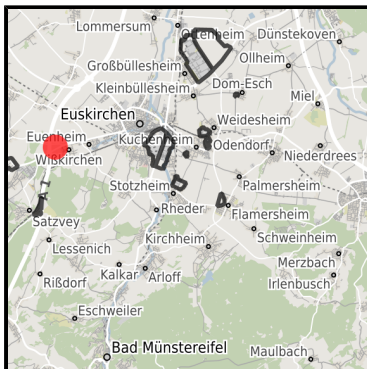 Lommersum
Ottenheim
Dünstekoven
Großbüllesheim
Ollheim
Kleinbüllesheim
Dom-Esch
Miel
Euskirchen
Weidesheim
Euenheim
Kuchenheim
Odendorf
Niederdrees
Wißkirchen
Stotzheim
Palmersheim
Rheder
Flamersheim
Satzvey
Schweinheim
Lessenich
Kirchheim
Merzbach
Kalkar
Arloff
Rißdorf
Irlenbusch
Eschweiler
Bad Münstereifel
Maulbach